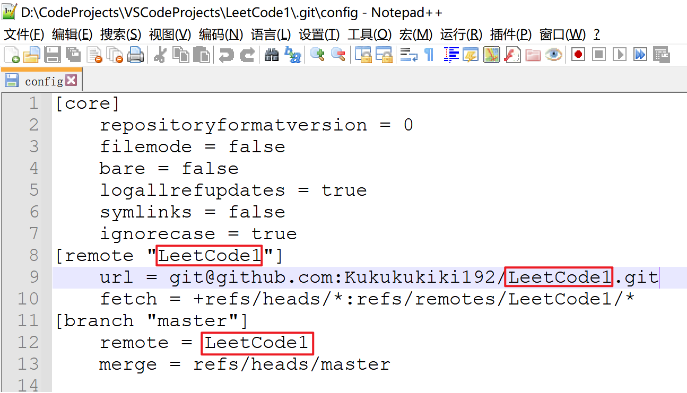 D:\CodeProjects\VSCodeProjects\LeetCode1\.git\config - Notepad++
文件(F) 编辑(E) 搜索(S) 视图(V) 编码(N) 语言(L) 设置(T) 工具(O) 宏(M) 运行(R) 插件(P) 窗口(W) ?
config
1 [core]
2 repositoryformatversion = 0
3 filemode = false
4 bare = false
5 logallrefupdates = true
6 symlinks = false
7 ignorecase = true
8 [remote "LeetCode1"]
9 url = git@github.com:Kukukukiki192/LeetCode1.git
10 fetch = +refs/heads/*:refs/remotes/LeetCode1/*
11 [branch "master"]
12 remote = LeetCode1
13 merge = refs/heads/master
14